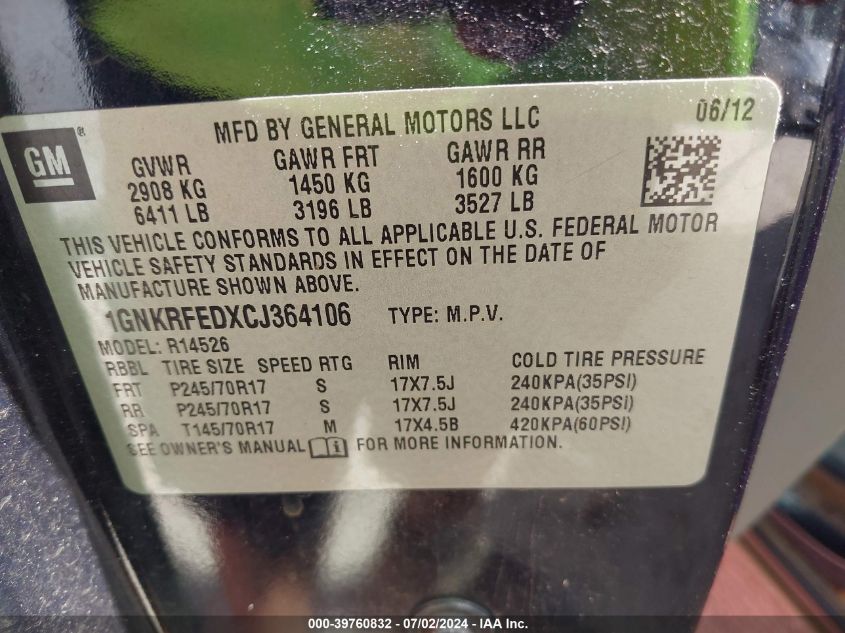 GM®
MFD BY GENERAL MOTORS LLC 06/12
GVWR GAWR FRT GAWR RR
2908 KG 1450 KG 1600 KG
6411 LB 3196 LB 3527 LB
THIS VEHICLE CONFORMS TO ALL APPLICABLE U.S. FEDERAL MOTOR
VEHICLE SAFETY STANDARDS IN EFFECT ON THE DATE OF
MANUFACTURE SHOWN ABOVE.
1GNKRFEDXCJ364106 TYPE: M.P.V.
MODEL: R14526
RBBL TIRE SIZE SPEED RTG RIM COLD TIRE PRESSURE
FRT P245/70R17 S 17X7.5J 240KPA(35PSI)
RR P245/70R17 S 17X7.5J 240KPA(35PSI)
SPA T145/70R17 M 17X4.5B 420KPA(60PSI)
SEE OWNER'S MANUAL FOR MORE INFORMATION.
000-39760832 - 07/02/2024 - IAA Inc.